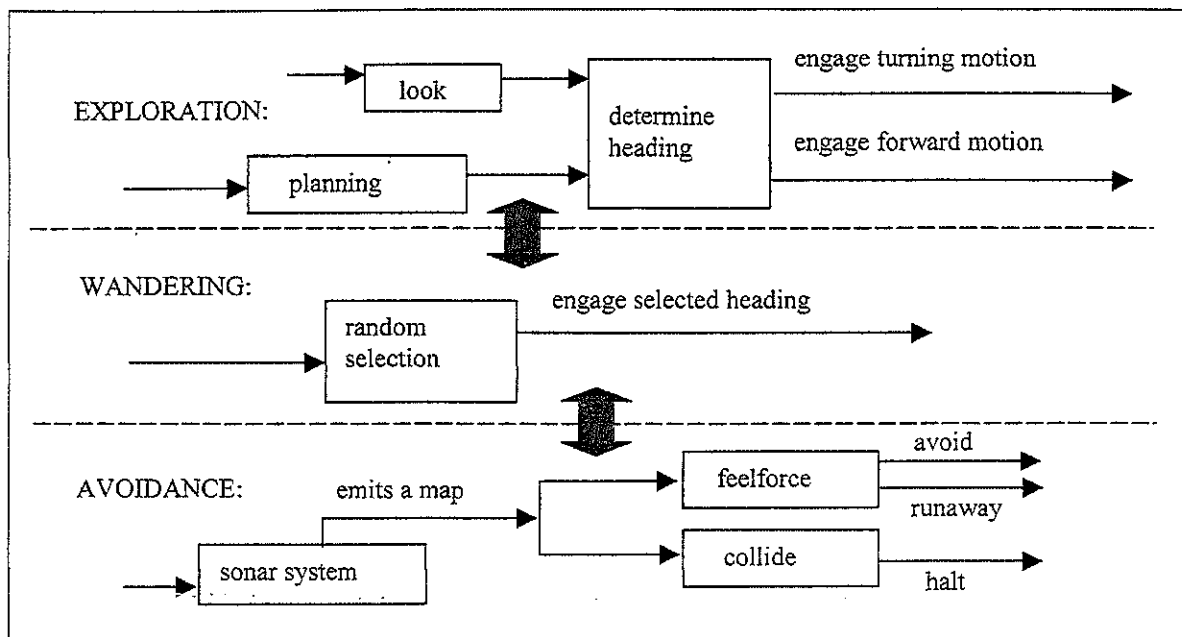 engage turning motion
look
EXPLORATION:
determine
heading
engage forward motion
planning
WANDERING:
engage selected heading
random
selection
AVOIDANCE:
emits a map
feelforce
avoid
runaway
sonar system
collide
halt